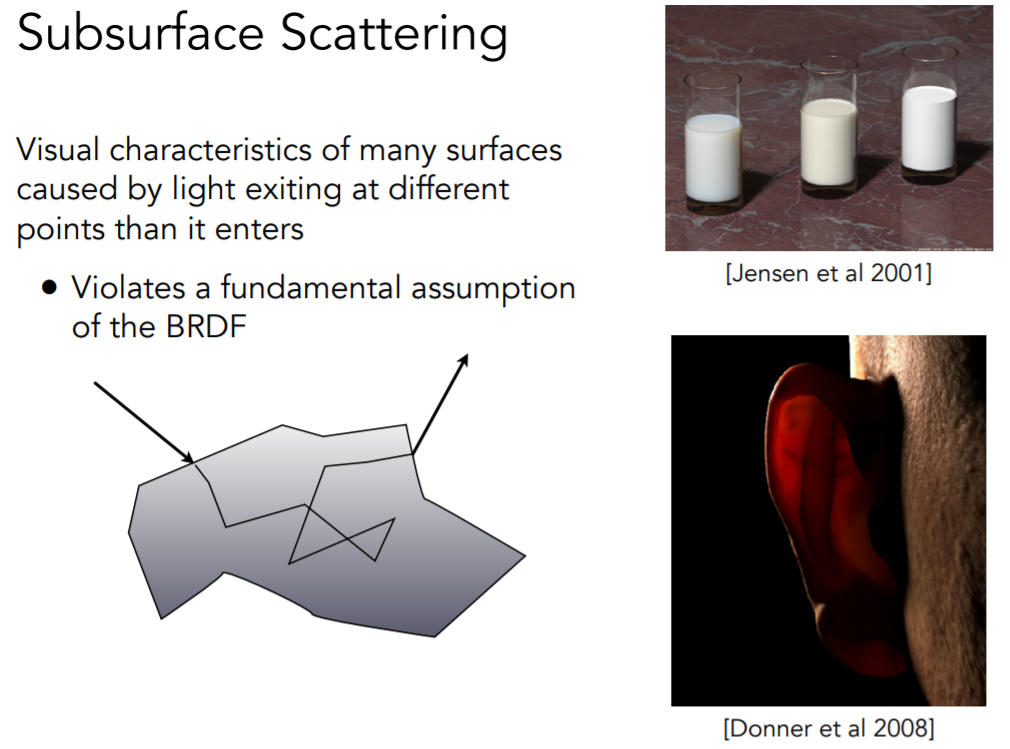 Subsurface Scattering
Visual characteristics of many surfaces
caused by light exiting at different
points than it enters
● Violates a fundamental assumption
of the BRDF
[Jensen et al 2001]
[Donner et al 2008]